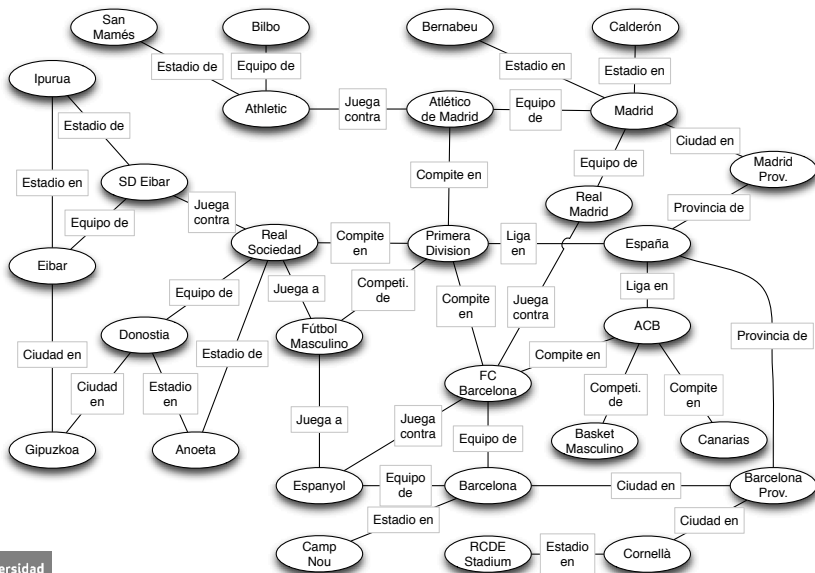 San
Mamés
Bilbo
Bernabeu
Calderón
Estadio de
Equipo de
Estadio en
Estadio en
Ipurua
Athletic
Juega
contra
Atlético
de Madrid
Equipo
de
Madrid
Estadio de
Ciudad en
Madrid
Prov.
Equipo de
Compite en
Estadio en
SD Eibar
Juega
contra
Real
Madrid
Provincia de
Equipo de
Real
Sociedad
Compite
en
Primera
Division
Liga
en
España
Eibar
Equipo de
Juega a
Competi.
de
Compite
en
Juega
contra
Liga en
Donostia
Estadio de
Fútbol
Masculino
ACB
Provincia de
Ciudad en
Compite en
Ciudad
en
Estadio
en
FC
Barcelona
Competi.
de
Compite
en
Juega a
Juega
contra
Equipo de
Basket
Masculino
Canarias
Gipuzkoa
Anoeta
Espanyol
Equipo
de
Barcelona
Ciudad en
Barcelona
Prov.
Estadio en
Ciudad en
Camp
Nou
RCDE
Stadium
Estadio
en
Cornellà
ersidad